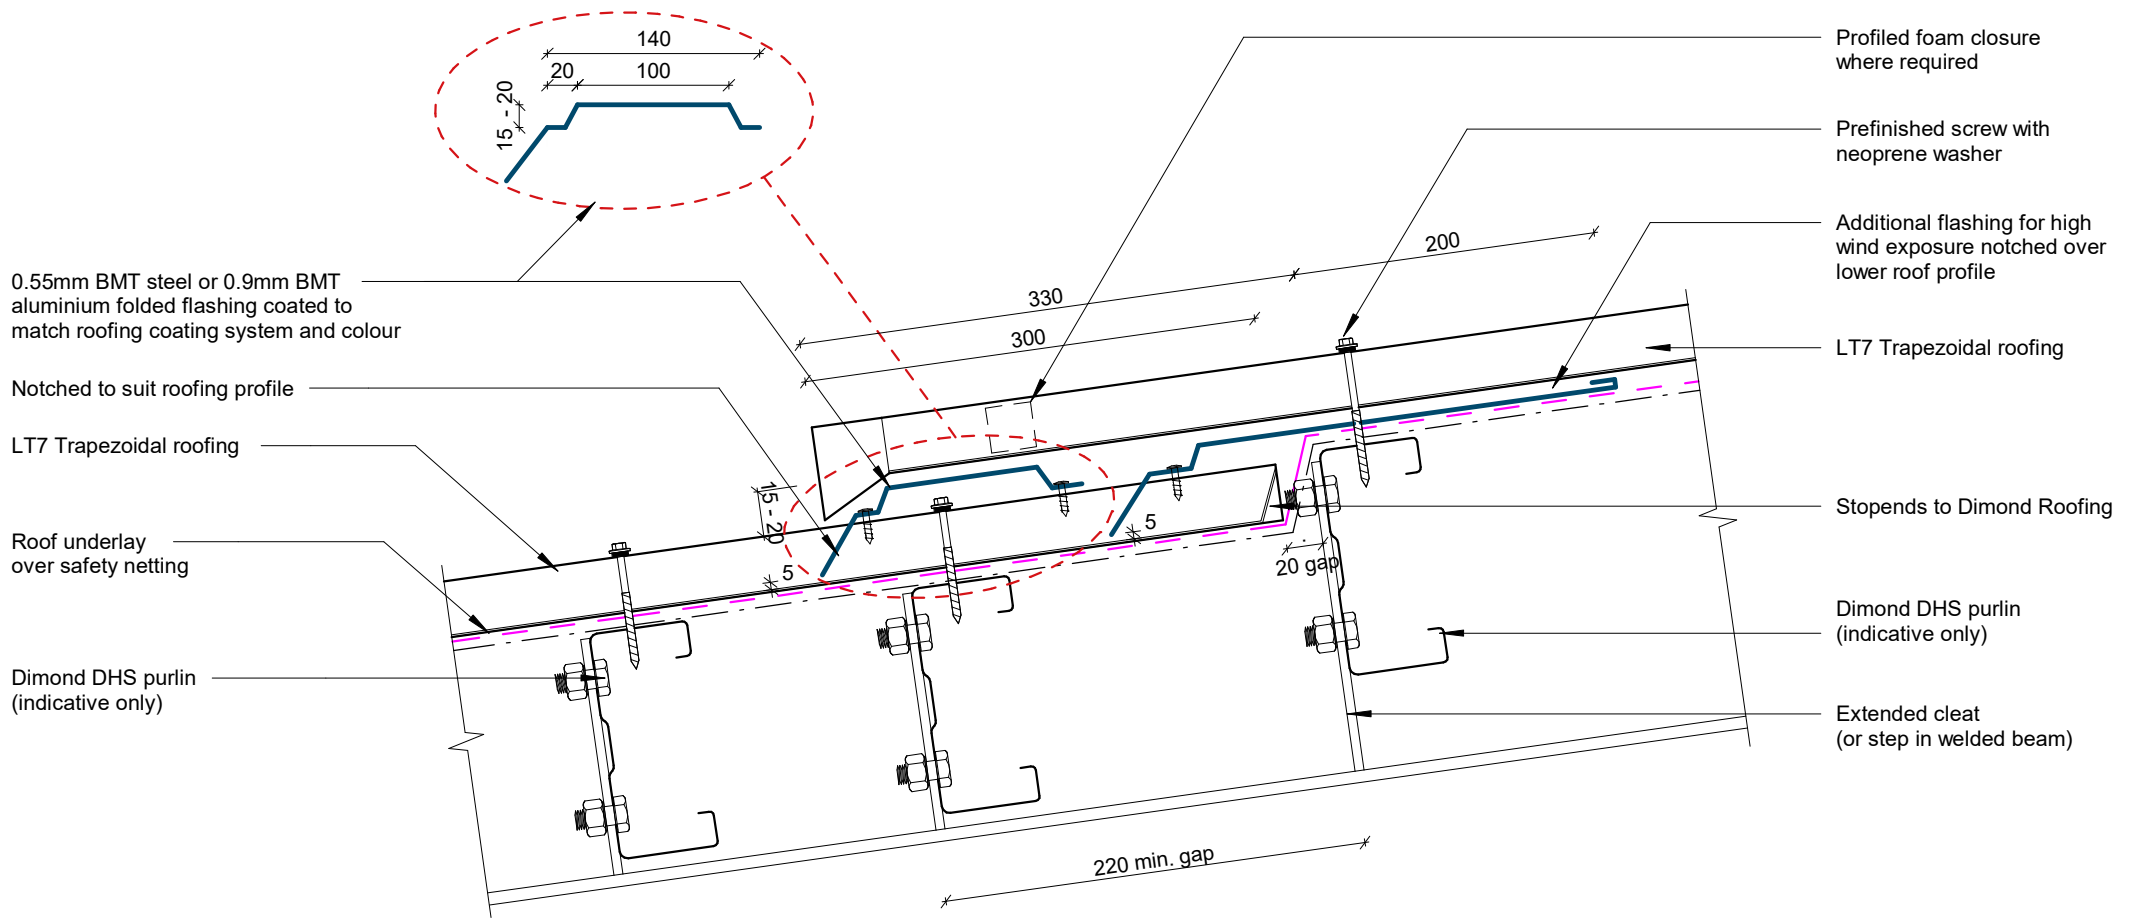 140
20
100
15 - 20
Profiled foam closure
where required
Prefinished screw with
neoprene washer
Additional flashing for high
wind exposure notched over
lower roof profile
200
330
300
0.55mm BMT steel or 0.9mm BMT
aluminium folded flashing coated to
match roofing coating system and colour
Notched to suit roofing profile
LT7 Trapezoidal roofing
LT7 Trapezoidal roofing
15 - 20
Stopends to Dimond Roofing
5
5
20 gap
Roof underlay
over safety netting
Dimond DHS purlin
(indicative only)
Dimond DHS purlin
(indicative only)
Extended cleat
(or step in welded beam)
220 min. gap